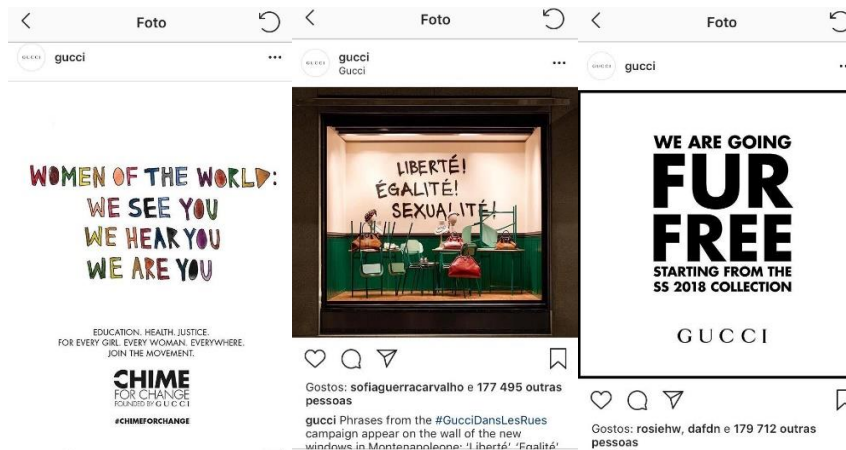 Foto
GUCCI
gucci
WOMEN OF THE WORLD:
WE SEE YOU
WE HEAR YOU
WE ARE YOU
EDUCATION. HEALTH. JUSTICE.
FOR EVERY GIRL. EVERY WOMAN. EVERYWHERE.
JOIN THE MOVEMENT.
CHIME
FOR CHANGE
FOUNDED BY GUCCI
#CHIMEFORCHANGE
Foto
GUCCI
gucci
Gucci
LIBERTÉ!
ÉGALITÉ!
SEXUALITÉ!
Gostos: sofiaguerracarvalho e 177 495 outras
pessoas
gucci Phrases from the #GucciDansLesRues
campaign appear on the wall of the new
windows in Montenapoleone: 'Liberté' 'Egalité'
Foto
GUCCI
gucci
WE ARE GOING
FUR
FREE
STARTING FROM THE
SS 2018 COLLECTION
GUCCI
Gostos: rosiehw, dafdn e 179 712 outras
pessoas